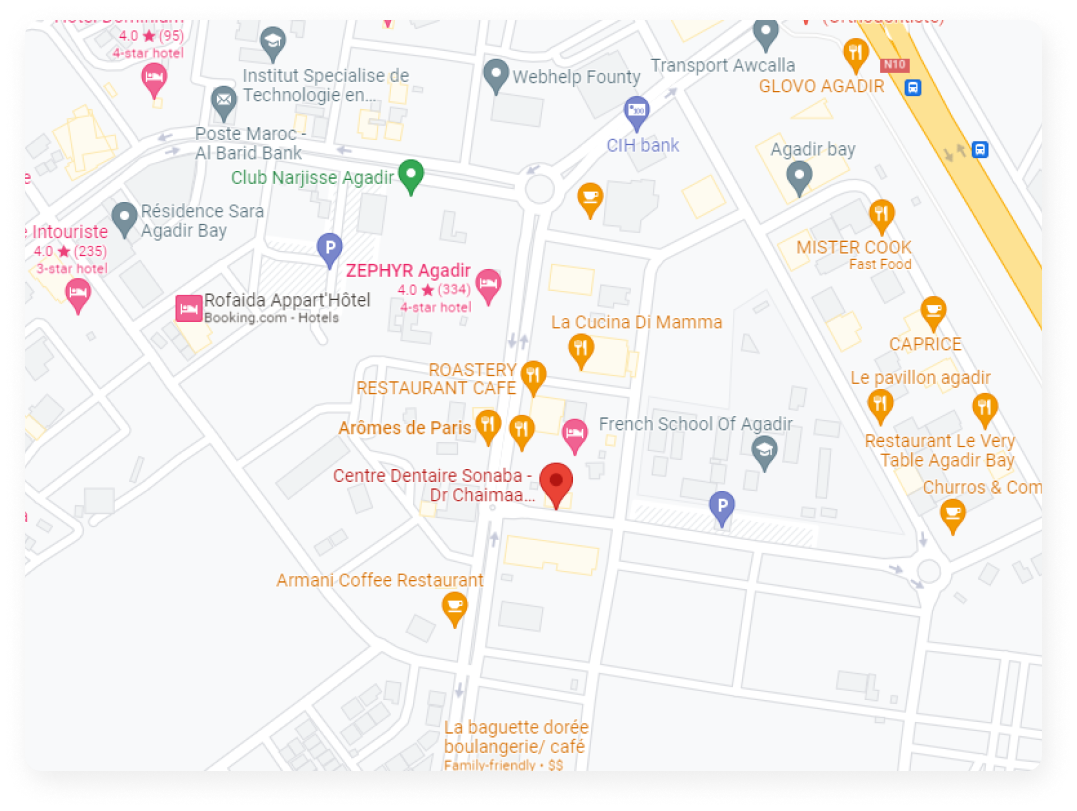 Hotel Dominium
4.0 ★ (95)
4-star hotel
(Orthodontiste)
Institut Specialise de
Technologie en...
Webhelp Founty
Transport Awcalla
GLOVO AGADIR
N10
Poste Maroc -
Al Barid Bank
CIH bank
Agadir bay
Club Narjisse Agadir
e
Résidence Sara
Agadir Bay
Intouriste
4.0 ★ (235)
3-star hotel
P
MISTER COOK
Fast Food
ZEPHYR Agadir
4.0 ★ (334)
4-star hotel
Rofaida Appart'Hôtel
Booking.com - Hotels
La Cucina Di Mamma
CAPRICE
ROASTERY
RESTAURANT CAFE
Le pavillon agadir
Arômes de Paris
French School Of Agadir
Restaurant Le Very
Table Agadir Bay
Centre Dentaire Sonaba -
Dr Chaimaa...
Churros & Com
P
Armani Coffee Restaurant
La baguette dorée
boulangerie/ café
Family-friendly • $$